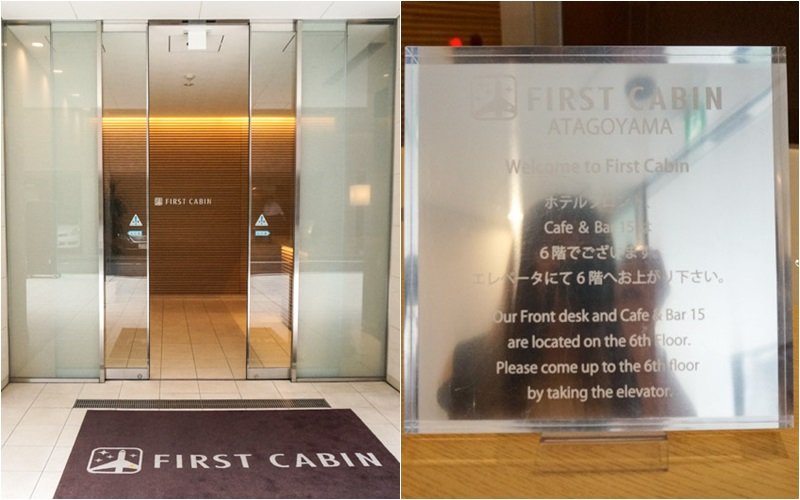 FIRST CABIN
FIRST CABIN
FIRST CABIN
ATAGOYAMA
Welcome to First Cabin
ホテルフロント、
Cafe & Bar 15は
6階でございます。
エレベータにて6階へお上がり下さい。
Our Front desk and Cafe & Bar 15
are located on the 6th Floor.
Please come up to the 6th floor
by taking the elevator.